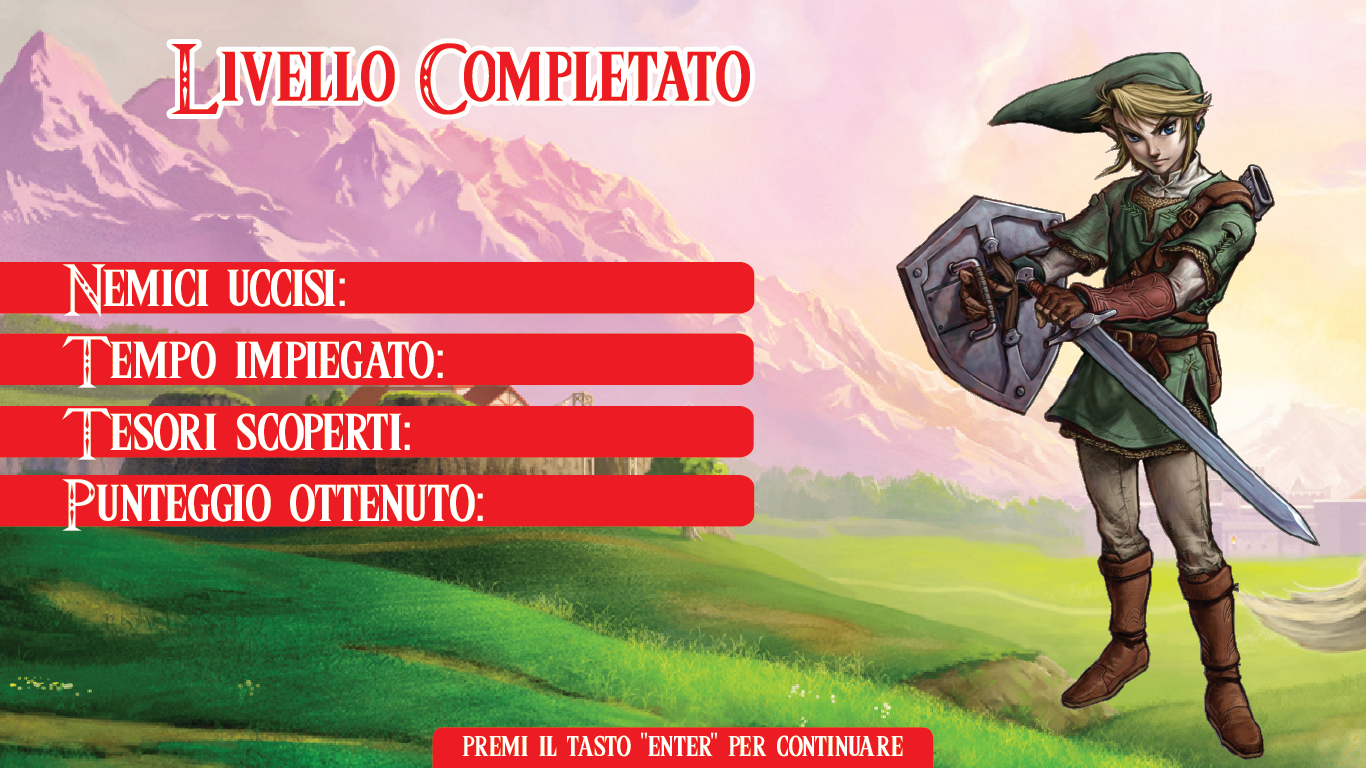 Livello Completato
Nemici uccisi:
Tempo impiegato:
Tesori scoperti:
Punteggio ottenuto:
PREMI IL TASTO "ENTER" PER CONTINUARE